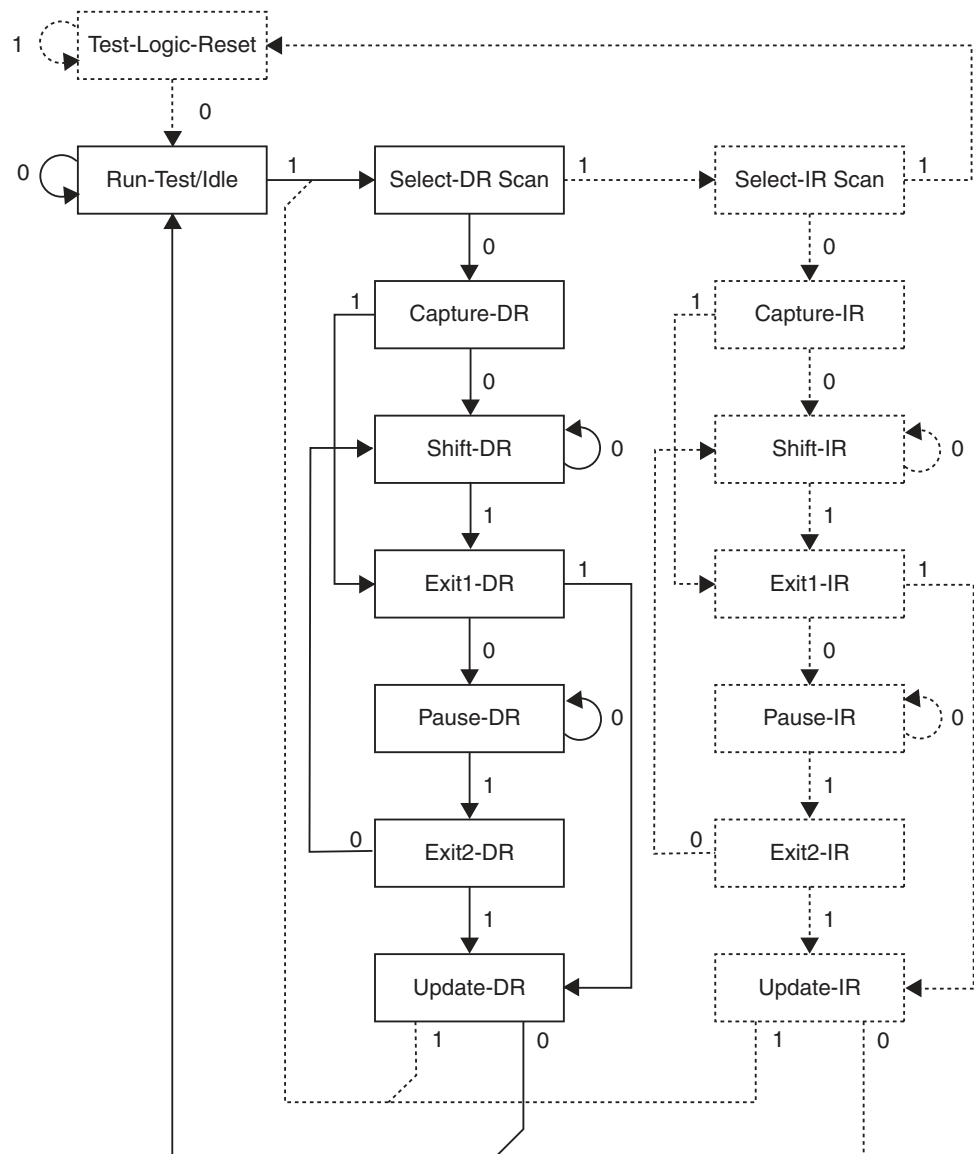 1
Test-Logic-Reset
0
0
Run-Test/Idle
1
Select-DR Scan
1
Select-IR Scan
1
0
0
1
Capture-DR
1
Capture-IR
0
0
Shift-DR
0
Shift-IR
0
1
1
Exit1-DR
1
Exit1-IR
1
0
0
Pause-DR
0
Pause-IR
0
1
1
0
Exit2-DR
0
Exit2-IR
1
1
Update-DR
Update-IR
1
0
1
0